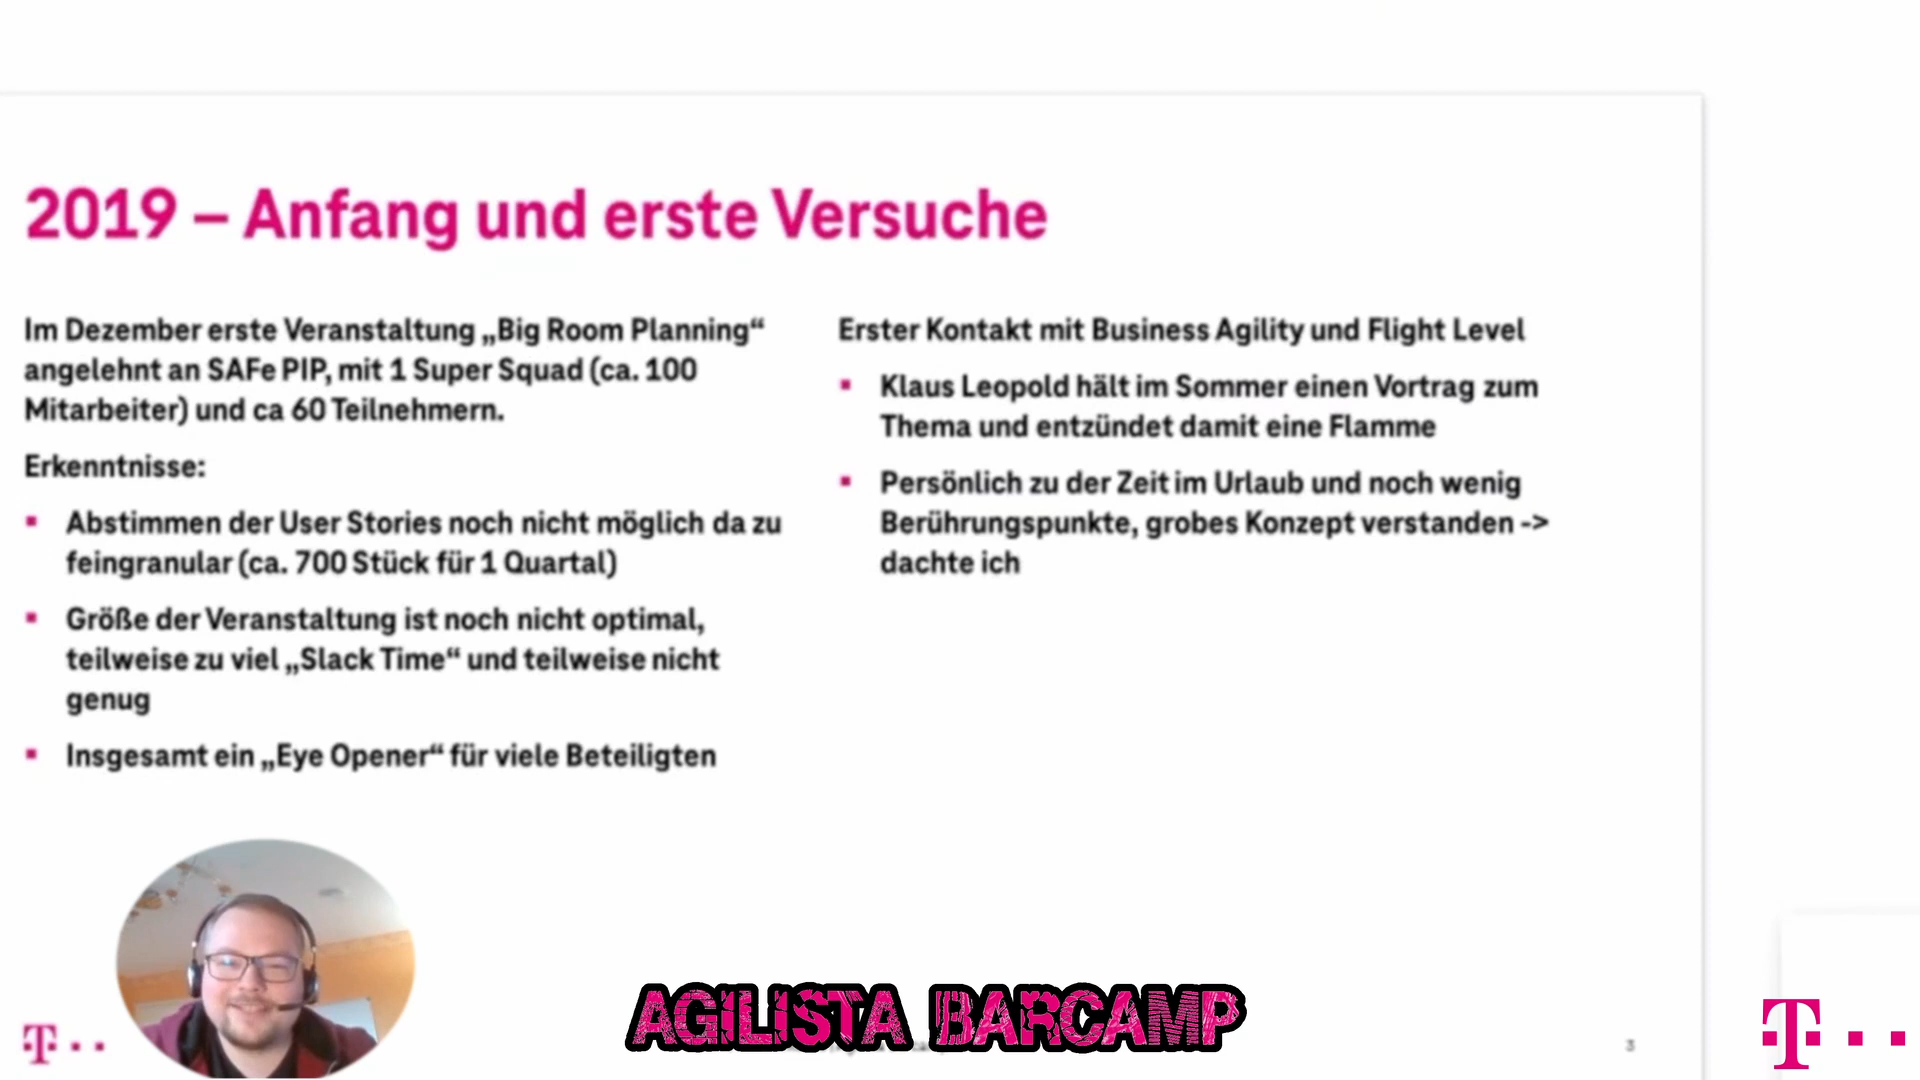 2019 – Anfang und erste Versuche
Im Dezember erste Veranstaltung „Big Room Planning“
angelehnt an SAFe PIP, mit 1 Super Squad (ca. 100
Mitarbeiter) und ca 60 Teilnehmern.
Erkenntnisse:
▪ Abstimmen der User Stories noch nicht möglich da zu
feingranular (ca. 700 Stück für 1 Quartal)
▪ Größe der Veranstaltung ist noch nicht optimal,
teilweise zu viel „Slack Time“ und teilweise nicht
genug
▪ Insgesamt ein „Eye Opener“ für viele Beteiligten
Erster Kontakt mit Business Agility und Flight Level
▪ Klaus Leopold hält im Sommer einen Vortrag zum
Thema und entzündet damit eine Flamme
▪ Persönlich zu der Zeit im Urlaub und noch wenig
Berührungspunkte, grobes Konzept verstanden ->
dachte ich
T
AGILISTA BARCAMP
3
T